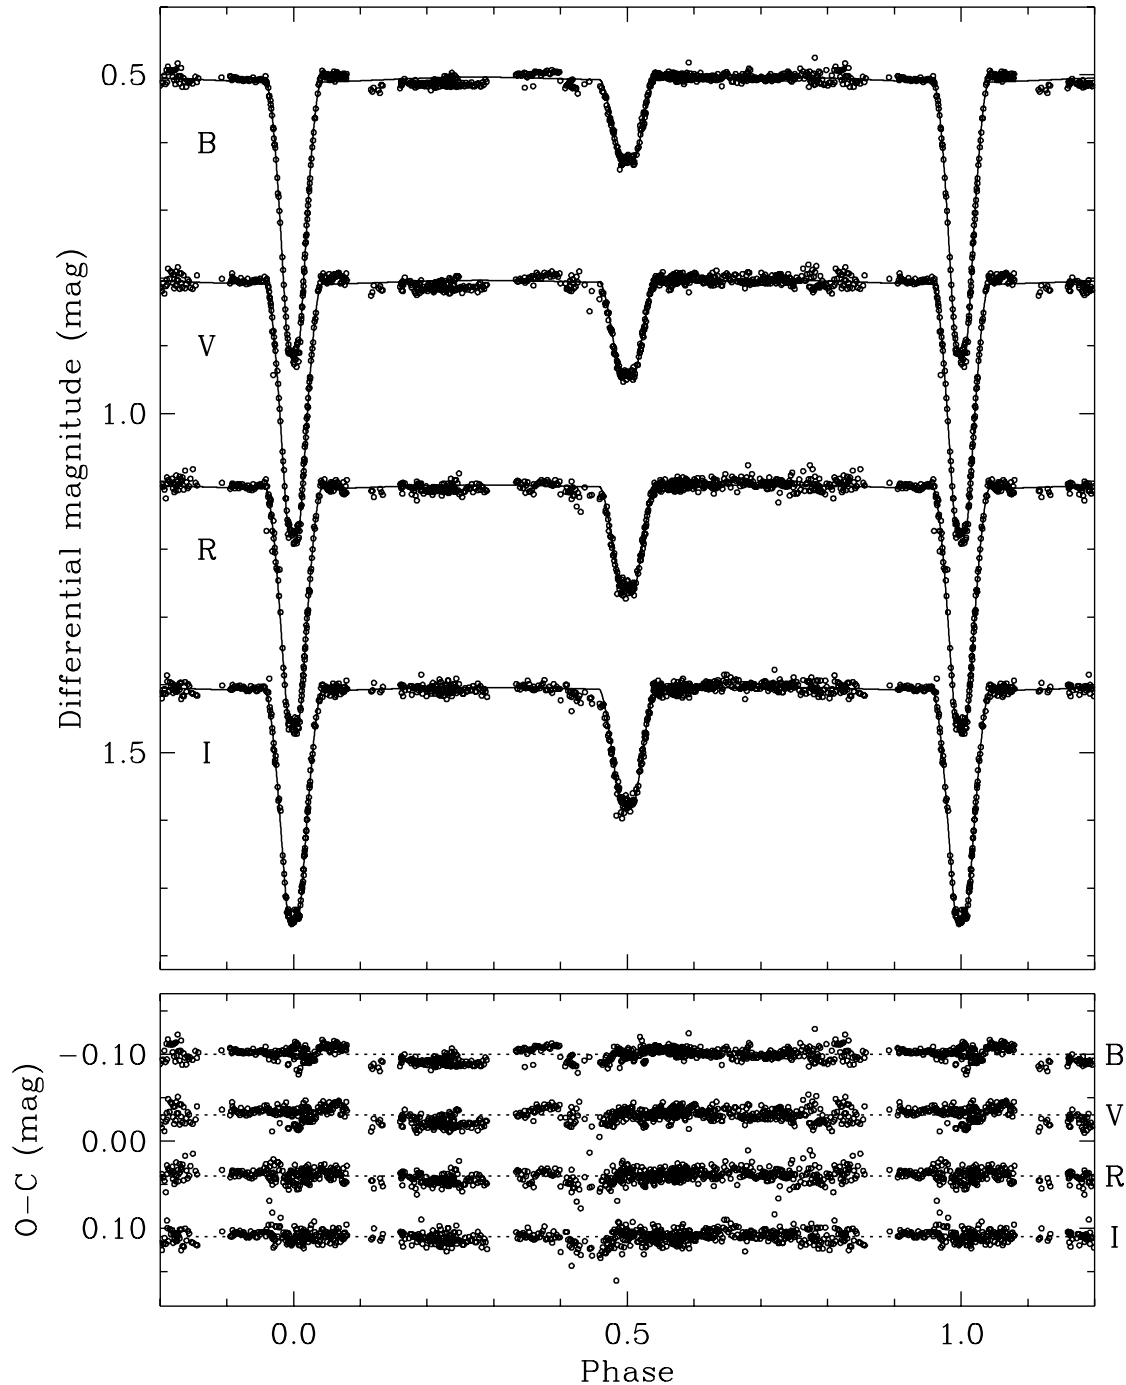 0.5
B
V
1.0
R
1.5
I
Differential magnitude (mag)
−0.10
B
V
0.00
R
0.10
I
O−C (mag)
0.0
0.5
1.0
Phase